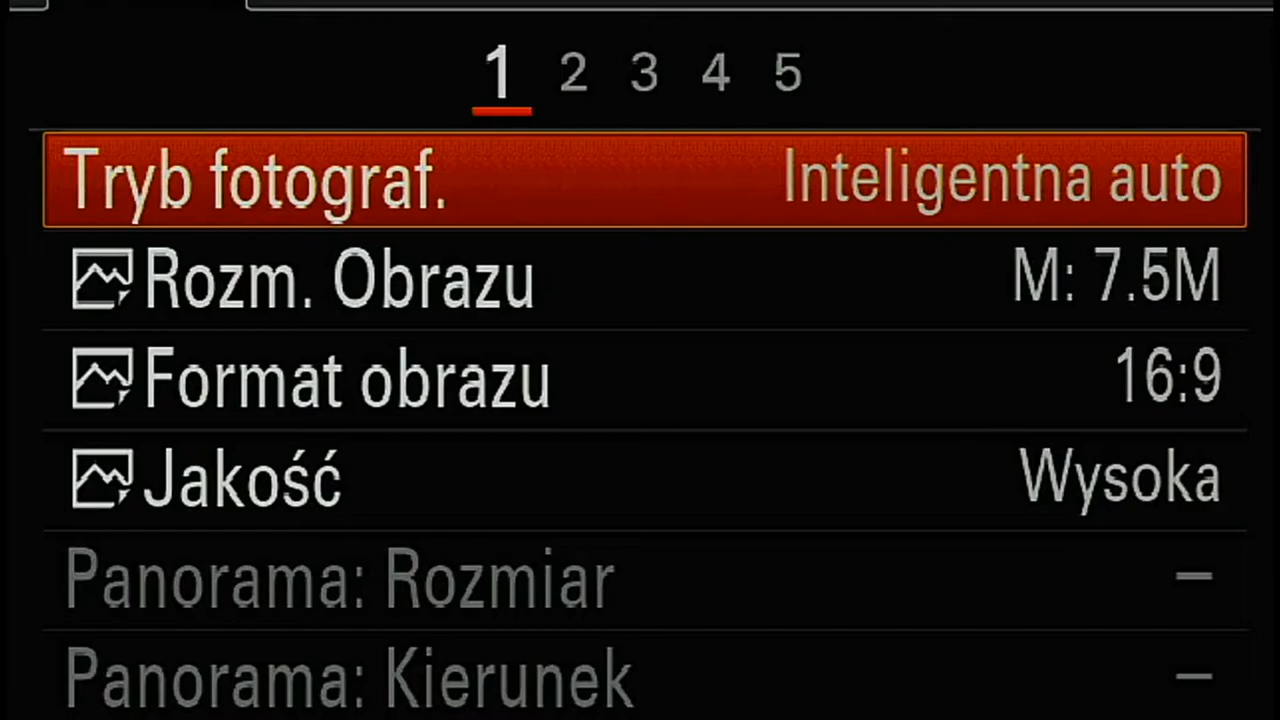 1 2 3 4 5
Tryb fotograf. Inteligentna auto
Rozm. Obrazu M: 7.5M
Format obrazu 16:9
Jakość Wysoka
Panorama: Rozmiar –
Panorama: Kierunek –